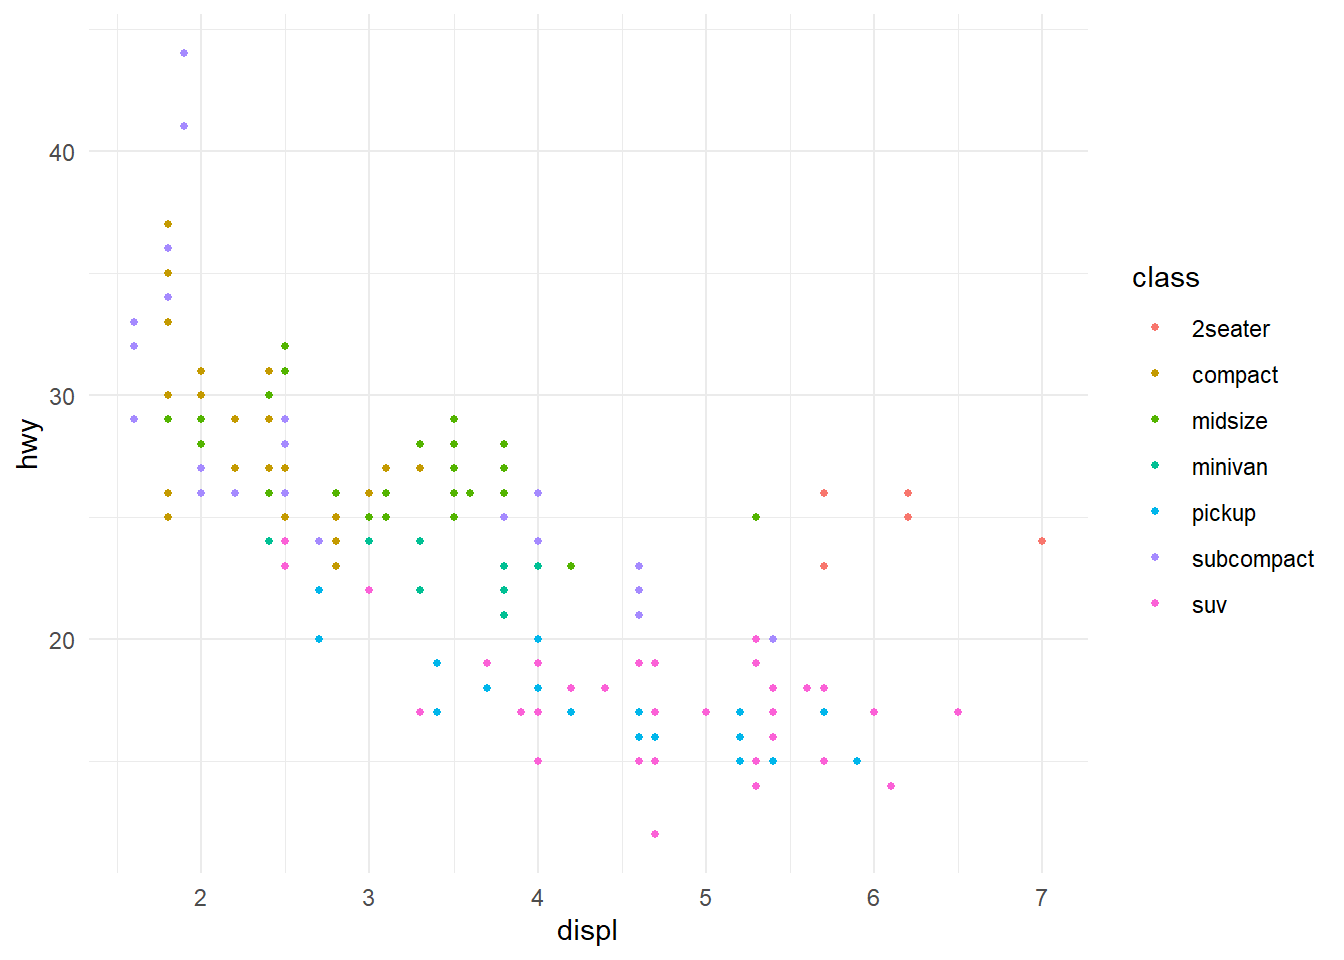 40
30
20
hwy
2
3
4
5
6
7
displ
class
2seater
compact
midsize
minivan
pickup
subcompact
suv